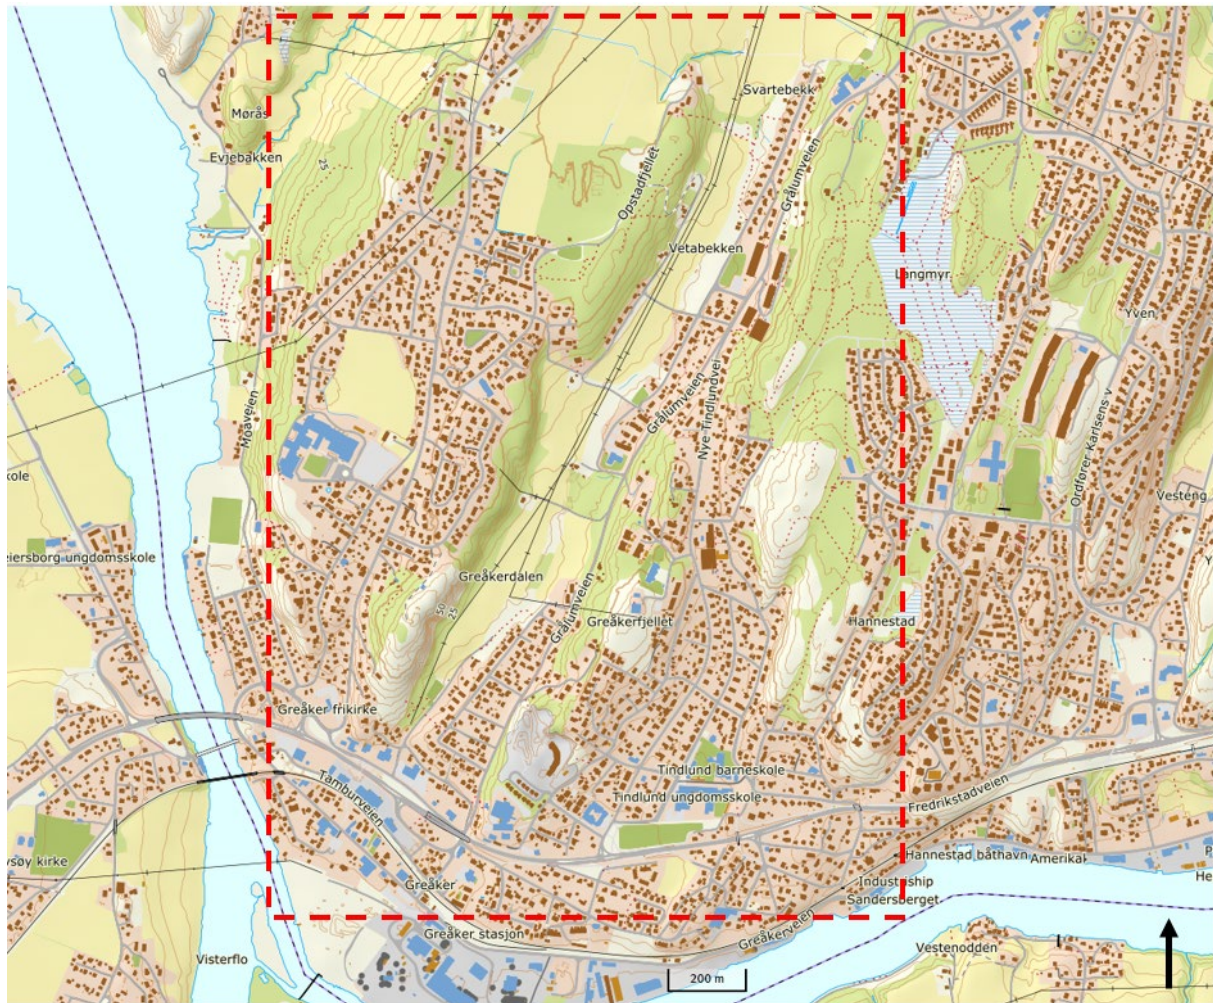 Svartebekk
Mørås
Evjebakken
25
Opstadfjellet
Grålumveien
Vetabekken
Langmyr
Yven
Moaveien
Grålumveien
Nye Tindlundvei
Ordfører Karlsens v
kole
Vesteng
eiersborg ungdomsskole
Y
Greåkerdalen
50
25
Grålumveien
Greåkerfjellet
Hannestad
Greåker frikirke
Tamburveien
Tindlund barneskole
Tindlund ungdomsskole
Fredrikstadveien
vsøy kirke
Hannestad båthavn
Amerikal
P
He
Greåker
Industriship
Sandersberget
Greåker stasjon
Greåkerveien
Visterflo
Vestenodden
200 m